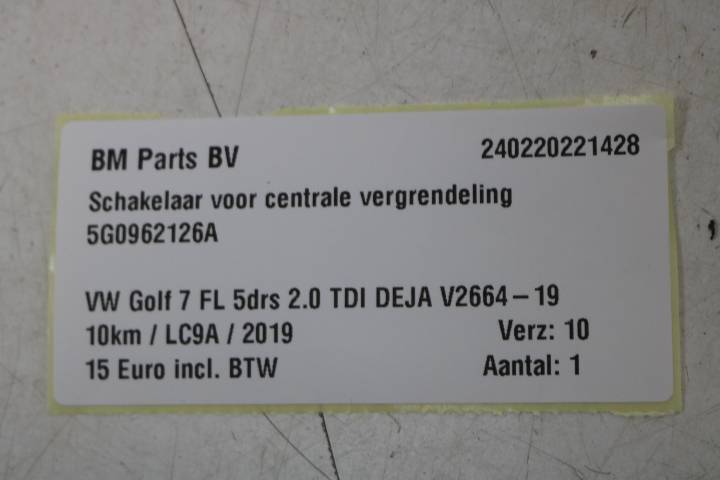 BM Parts BV 240220221428
Schakelaar voor centrale vergrendeling
5G0962126A
VW Golf 7 FL 5drs 2.0 TDI DEJA V2664 – 19
10km / LC9A / 2019 Verz: 10
15 Euro incl. BTW Aantal: 1